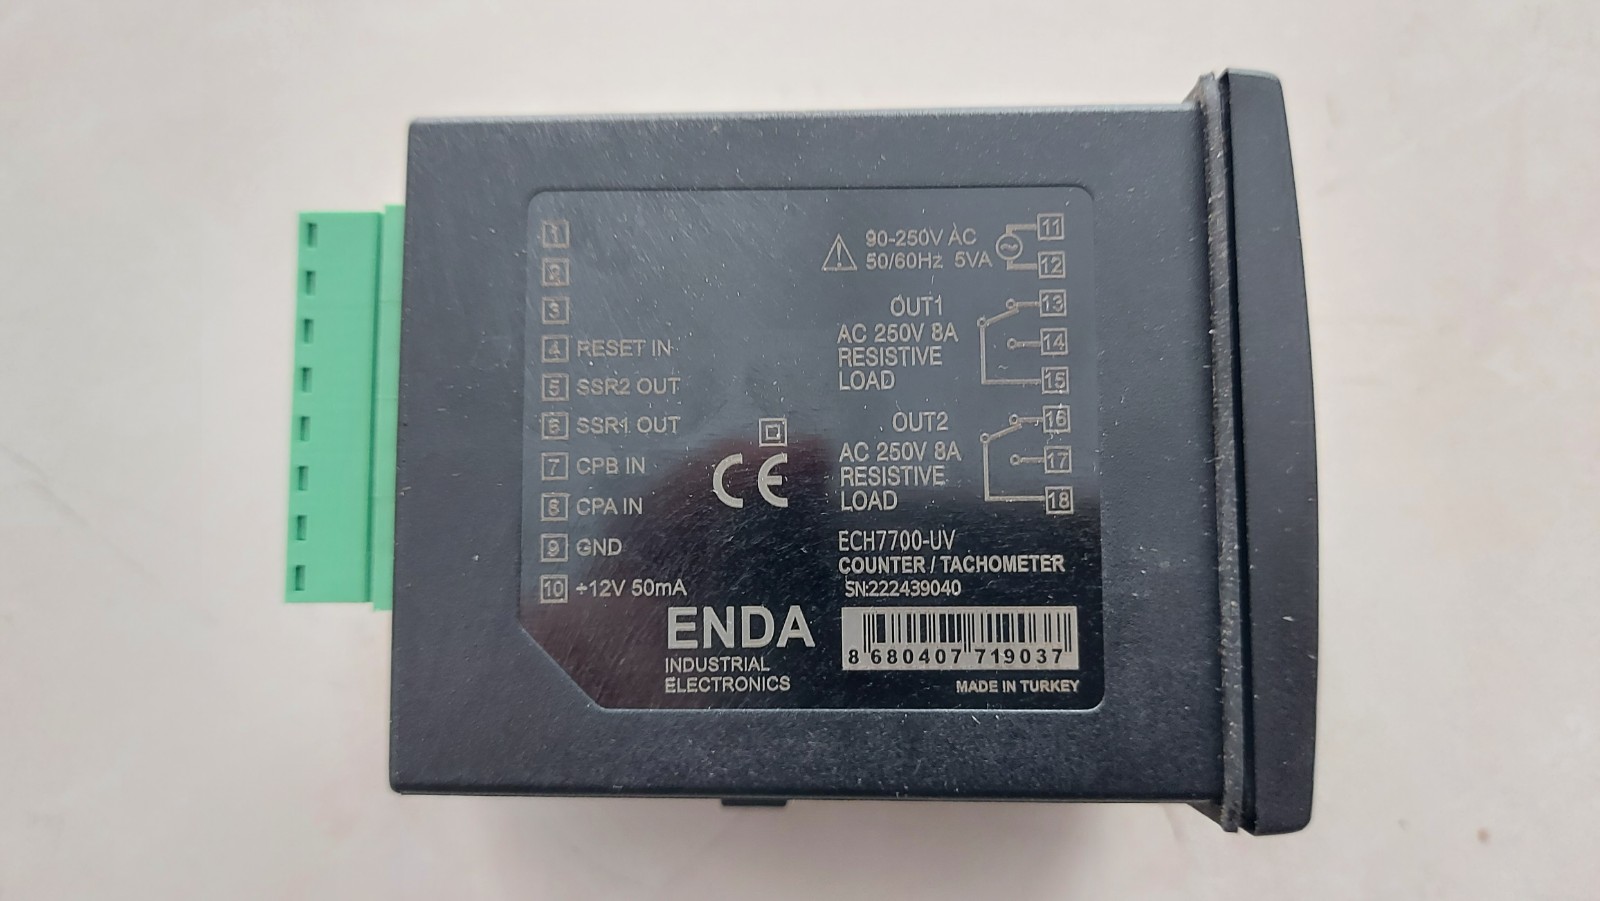 1
2
3
4 RESET IN
5 SSR2 OUT
6 SSR1 OUT
7 CPB IN
8 CPA IN
9 GND
10 +12V 50mA
90-250V AC
50/60Hz 5VA
11
12
OUT1
AC 250V 8A
RESISTIVE
LOAD
13
14
15
OUT2
AC 250V 8A
RESISTIVE
LOAD
16
17
18
CE
ECH7700-UV
COUNTER / TACHOMETER
SN:222439040
8 680407 719037
ENDA
INDUSTRIAL
ELECTRONICS
MADE IN TURKEY